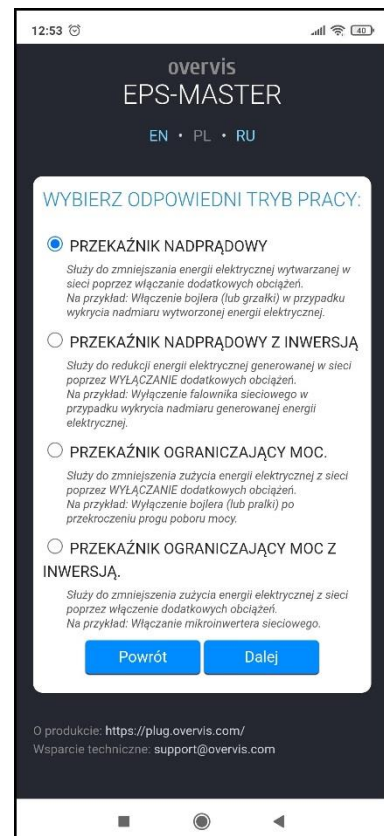 12:53
40
overvis
EPS-MASTER
EN • PL • RU
WYBIERZ ODPOWIEDNI TRYB PRACY:
PRZEKAŹNIK NADPRĄDOWY
Służy do zmniejszania energii elektrycznej wytwarzanej w
sieci poprzez włączanie dodatkowych obciążeń.
Na przykład: Włączenie bojlera (lub grzałki) w przypadku
wykrycia nadmiaru wytworzonej energii elektrycznej.
PRZEKAŹNIK NADPRĄDOWY Z INWERSJĄ
Służy do redukcji energii elektrycznej generowanej w sieci
poprzez WYŁĄCZANIE dodatkowych obciążeń.
Na przykład: Wyłączenie falownika sieciowego w
przypadku wykrycia nadmiaru generowanej energii
elektrycznej.
PRZEKAŹNIK OGRANICZAJĄCY MOC.
Służy do zmniejszenia zużycia energii elektrycznej z sieci
poprzez WYŁĄCZANIE dodatkowych obciążeń.
Na przykład: Wyłączenie bojlera (lub pralki) po
przekroczeniu progu poboru mocy.
PRZEKAŹNIK OGRANICZAJĄCY MOC Z
INWERSJĄ.
Służy do zmniejszenia zużycia energii elektrycznej z sieci
poprzez włączenie dodatkowych obciążeń.
Na przykład: Włączanie mikroinwertera sieciowego.
Powrót
Dalej
O produkcie: https://plug.overvis.com/
Wsparcie techniczne: support@overvis.com